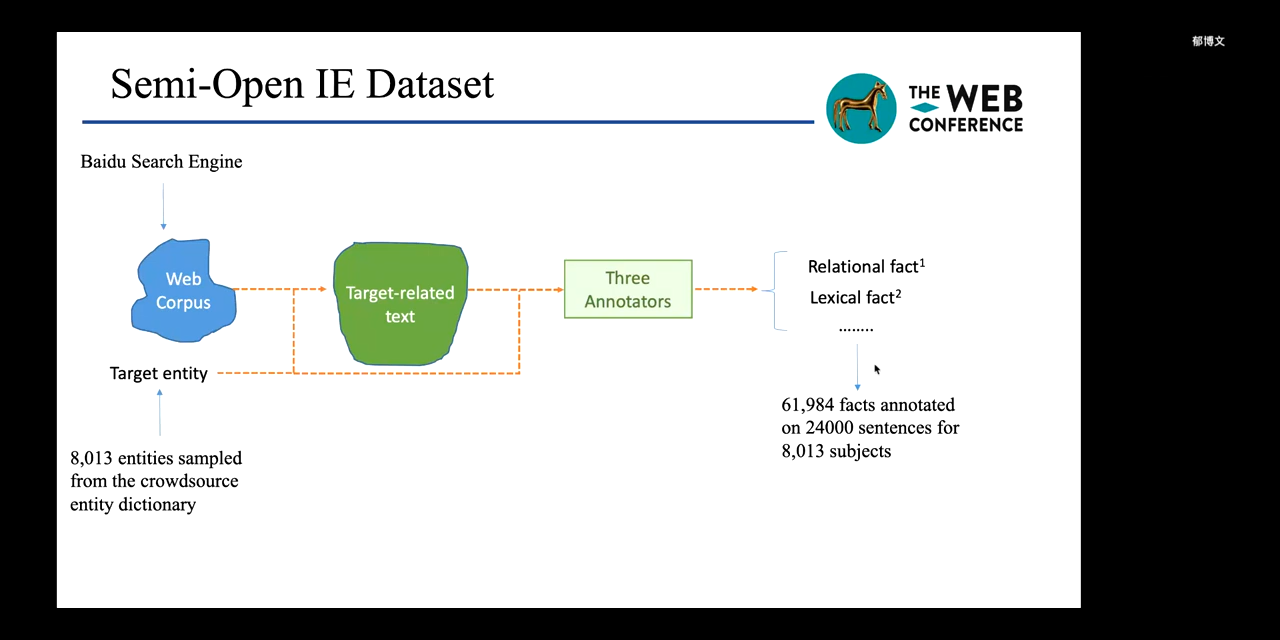 郁博文
Semi-Open IE Dataset
THE WEB
CONFERENCE
Baidu Search Engine
Web
Corpus
Target-related
text
Three
Annotators
Relational fact¹
Lexical fact²
........
Target entity
8,013 entities sampled
from the crowdsource
entity dictionary
61,984 facts annotated
on 24000 sentences for
8,013 subjects